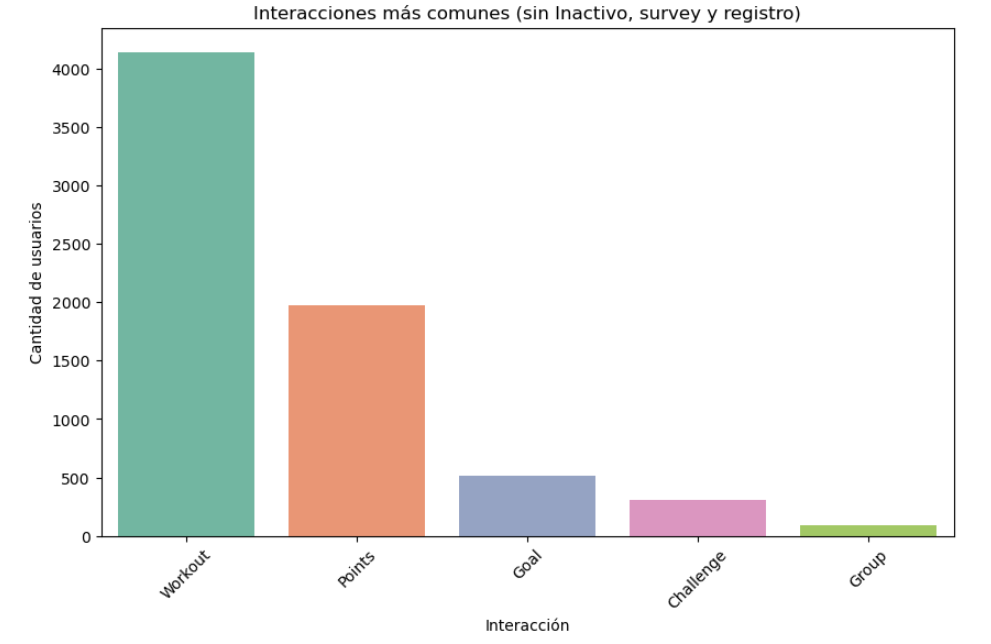 Interacciones más comunes (sin Inactivo, survey y registro)
Cantidad de usuarios
4000
3500
3000
2500
2000
1500
1000
500
0
Workout
Points
Goal
Challenge
Group
Interacción